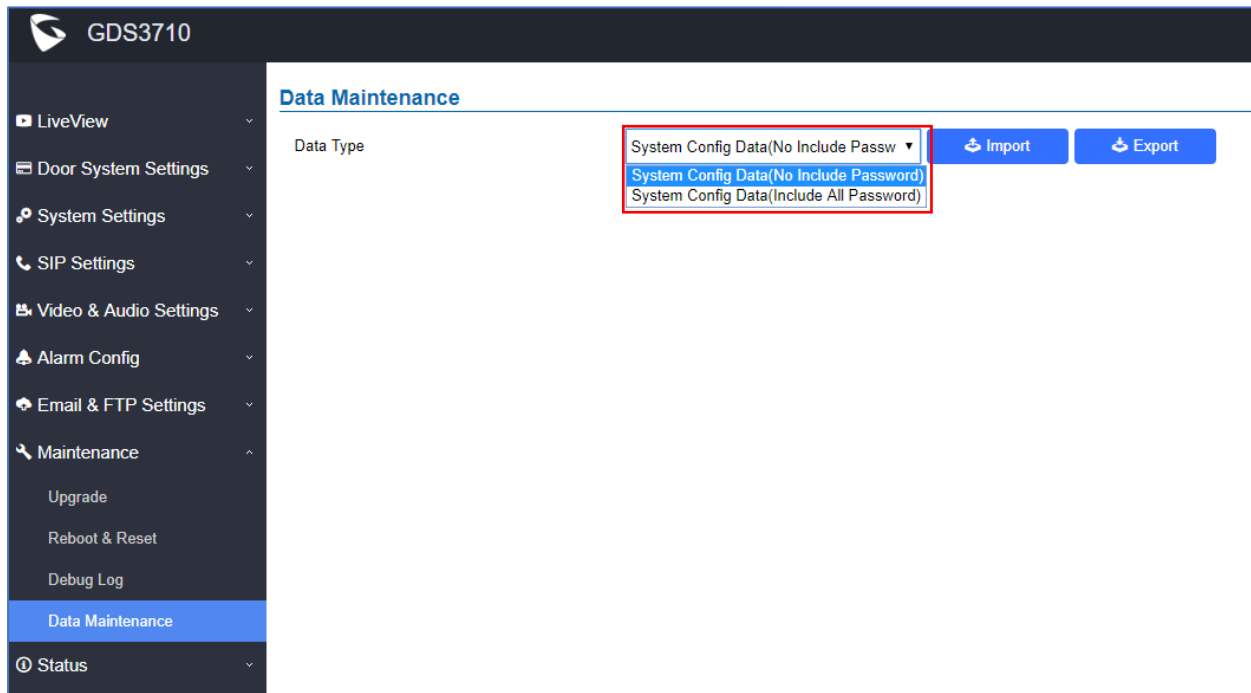 GDS3710
LiveView
Door System Settings
System Settings
SIP Settings
Video & Audio Settings
Alarm Config
Email & FTP Settings
Maintenance
Upgrade
Reboot & Reset
Debug Log
Data Maintenance
Status
Data Maintenance
Data Type
System Config Data(No Include Passw
System Config Data(No Include Password)
System Config Data(Include All Password)
Import
Export